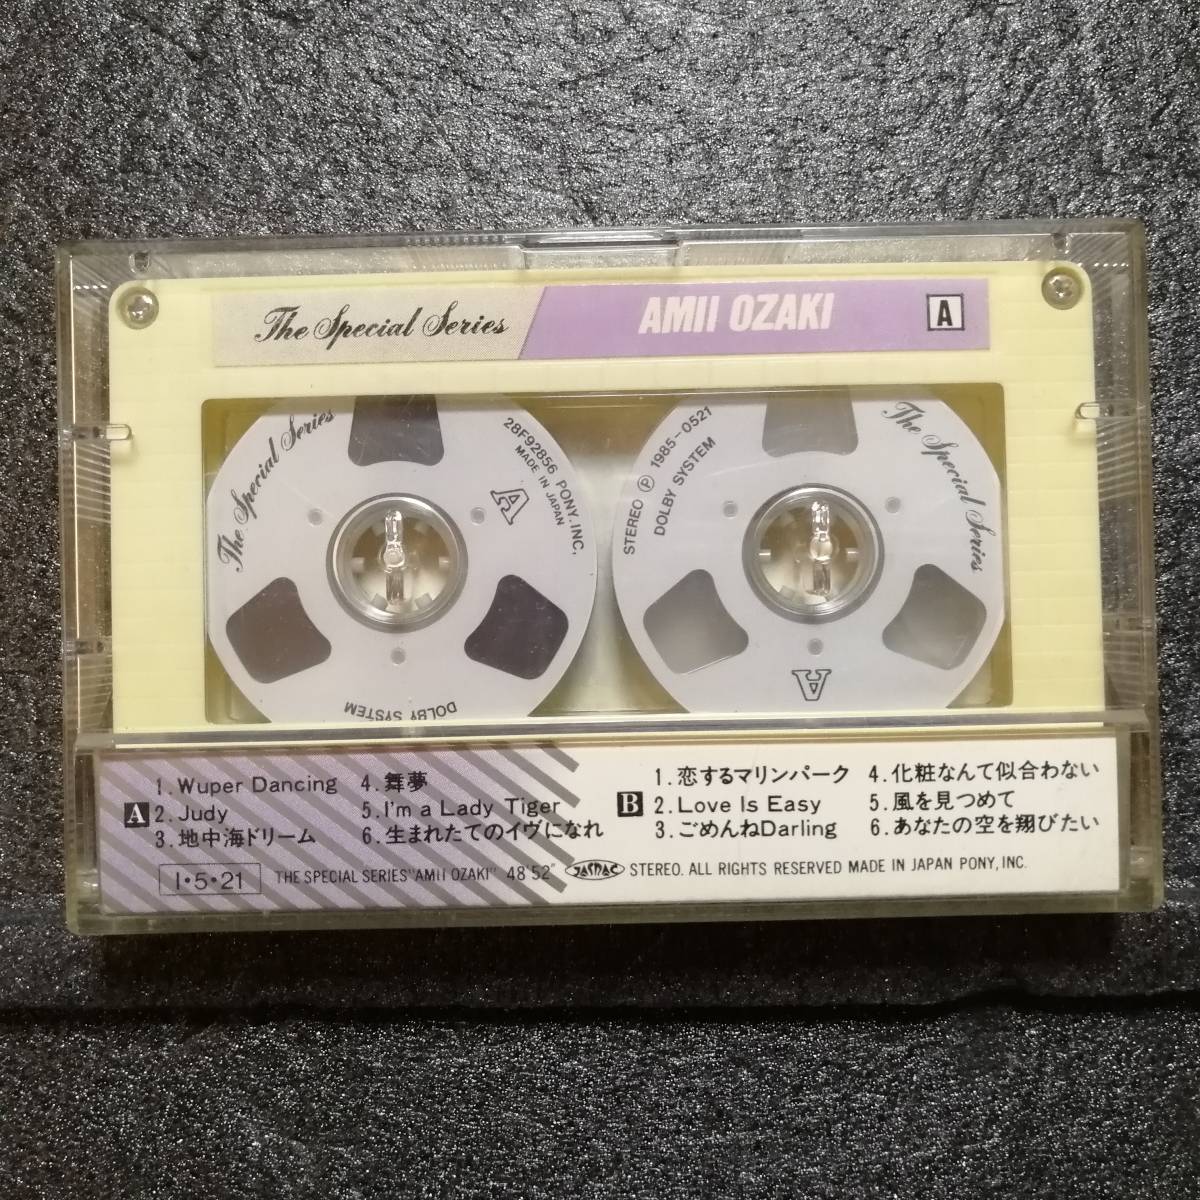 The Special Series AMII OZAKI A
The Special Series
28F92856 PONY.INC,
MADE IN JAPAN
A
DOLBY SYSTEM
STEREO Ⓟ 1985-0521
DOLBY SYSTEM
The Special Series
A
A
1. Wuper Dancing
2. Judy
3. 地中海ドリーム
4. 舞夢
5. I'm a Lady Tiger
6. 生まれたてのイヴになれ
B
1. 恋するマリンパーク
2. Love Is Easy
3. ごめんねDarling
4. 化粧なんて似合わない
5. 風を見つめて
6. あなたの空を翔びたい
I・5・21 THE SPECIAL SERIES"AMII OZAKI" 48'52" JASRAC STEREO. ALL RIGHTS RESERVED MADE IN JAPAN PONY, INC.